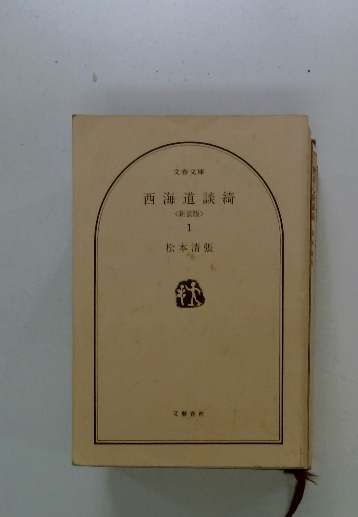 文春文庫
西海道談綺
〈新装版〉
1
松本清張
文藝春秋